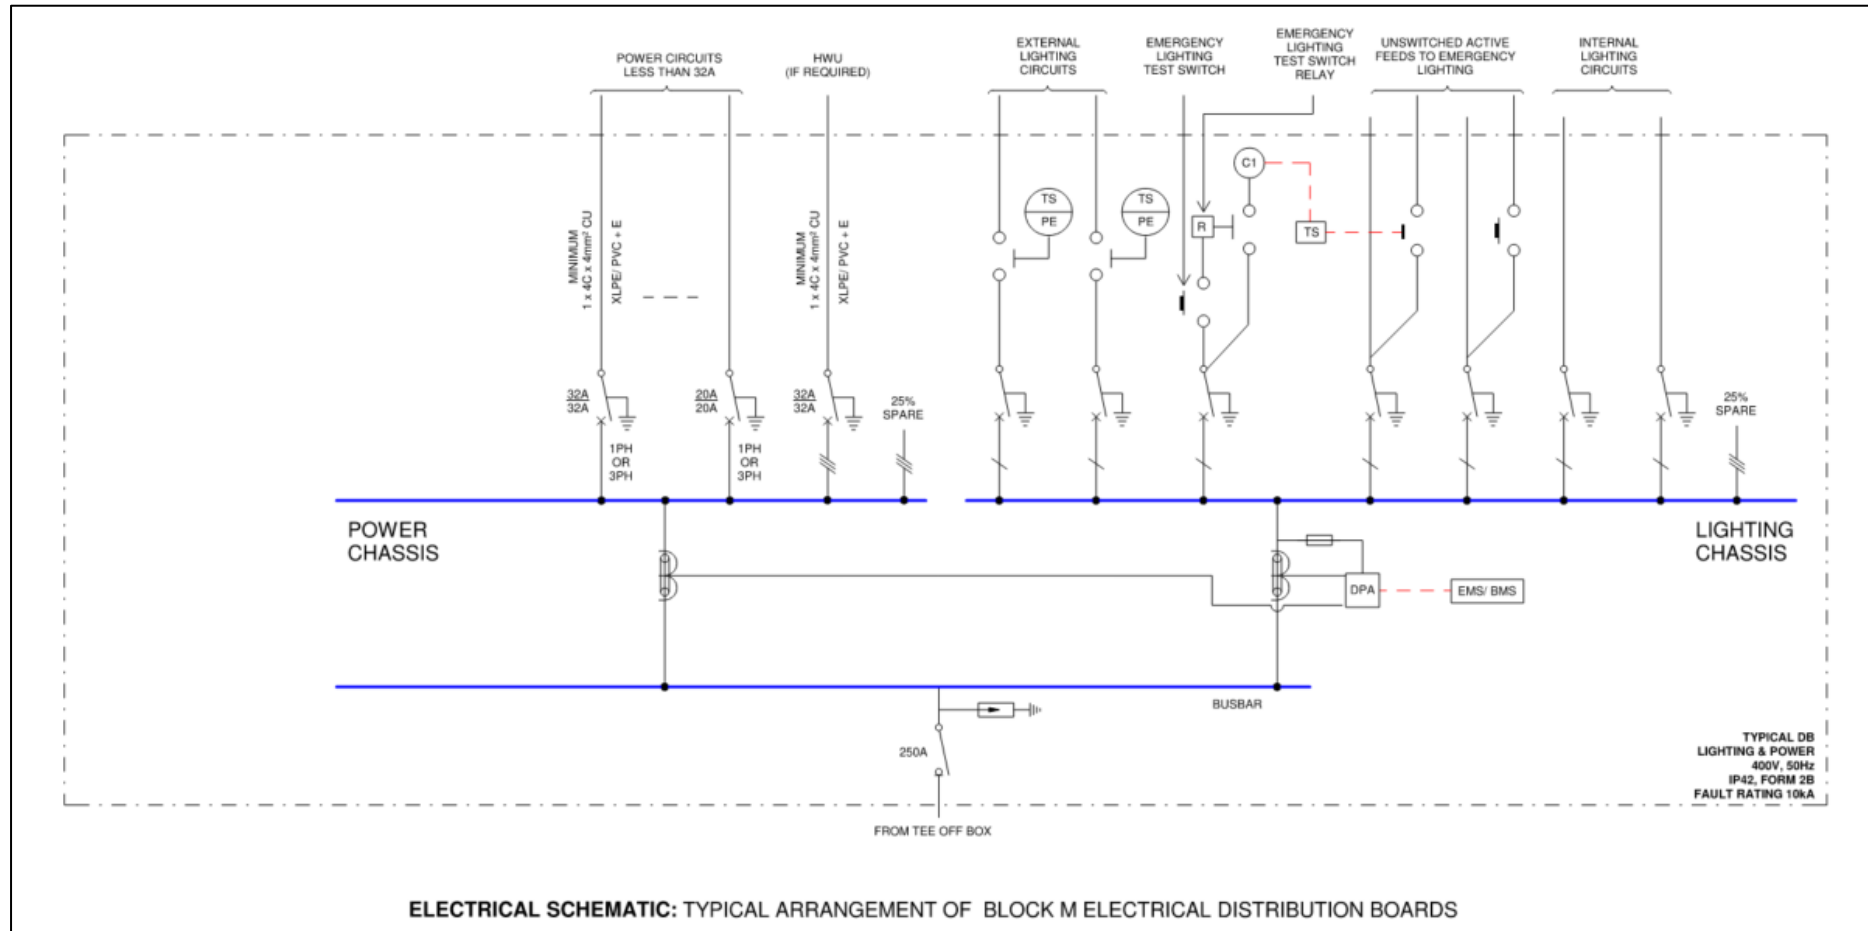 POWER CIRCUITS
LESS THAN 32A
HWU
(IF REQUIRED)
EXTERNAL
LIGHTING
CIRCUITS
EMERGENCY
LIGHTING
TEST SWITCH
EMERGENCY
LIGHTING
TEST SWITCH
RELAY
UNSWITCHED ACTIVE
FEEDS TO EMERGENCY
LIGHTING
INTERNAL
LIGHTING
CIRCUITS
MINIMUM
1 x 4C x 4mm² CU
XLPE/ PVC + E
MINIMUM
1 x 4C x 4mm² CU
XLPE/ PVC + E
TS
PE
TS
PE
C1
R
TS
32A
32A
20A
20A
32A
32A
25%
SPARE
25%
SPARE
1PH
OR
3PH
1PH
OR
3PH
POWER
CHASSIS
LIGHTING
CHASSIS
DPA
EMS/ BMS
BUSBAR
250A
FROM TEE OFF BOX
TYPICAL DB
LIGHTING & POWER
400V, 50Hz
IP42, FORM 2B
FAULT RATING 10kA
ELECTRICAL SCHEMATIC: TYPICAL ARRANGEMENT OF BLOCK M ELECTRICAL DISTRIBUTION BOARDS